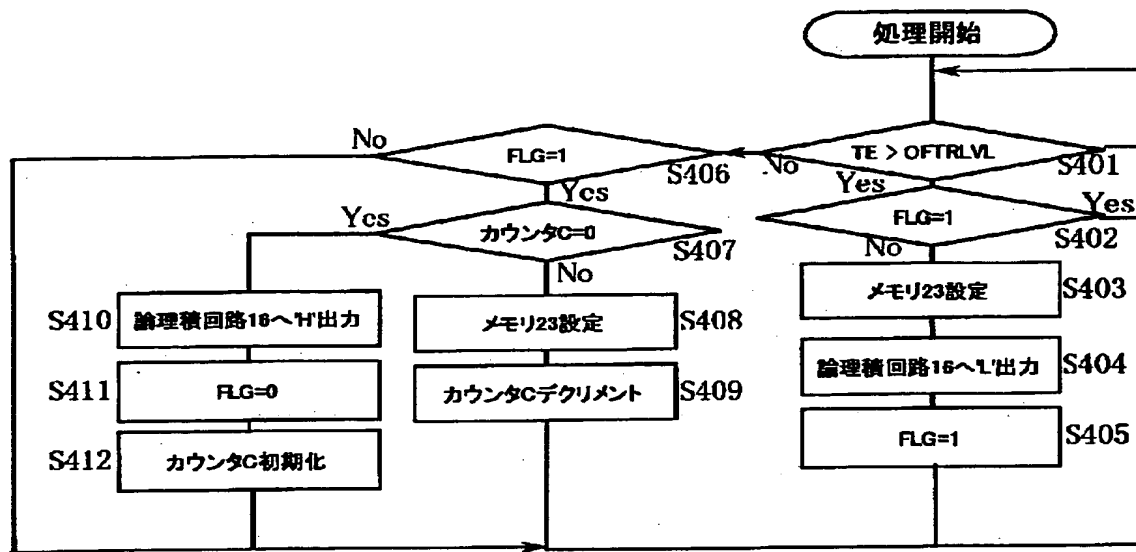 処理開始
TE > OFTRLVL
S401
No
Yes
FLG=1
S402
Yes
No
メモリ23設定
S403
論理積回路16へ'L'出力
S404
FLG=1
S405
FLG=1
S406
No
Yes
カウンタC=0
S407
Yes
No
メモリ23設定
S408
カウンタCデクリメント
S409
S410
論理積回路16へ'H'出力
S411
FLG=0
S412
カウンタC初期化